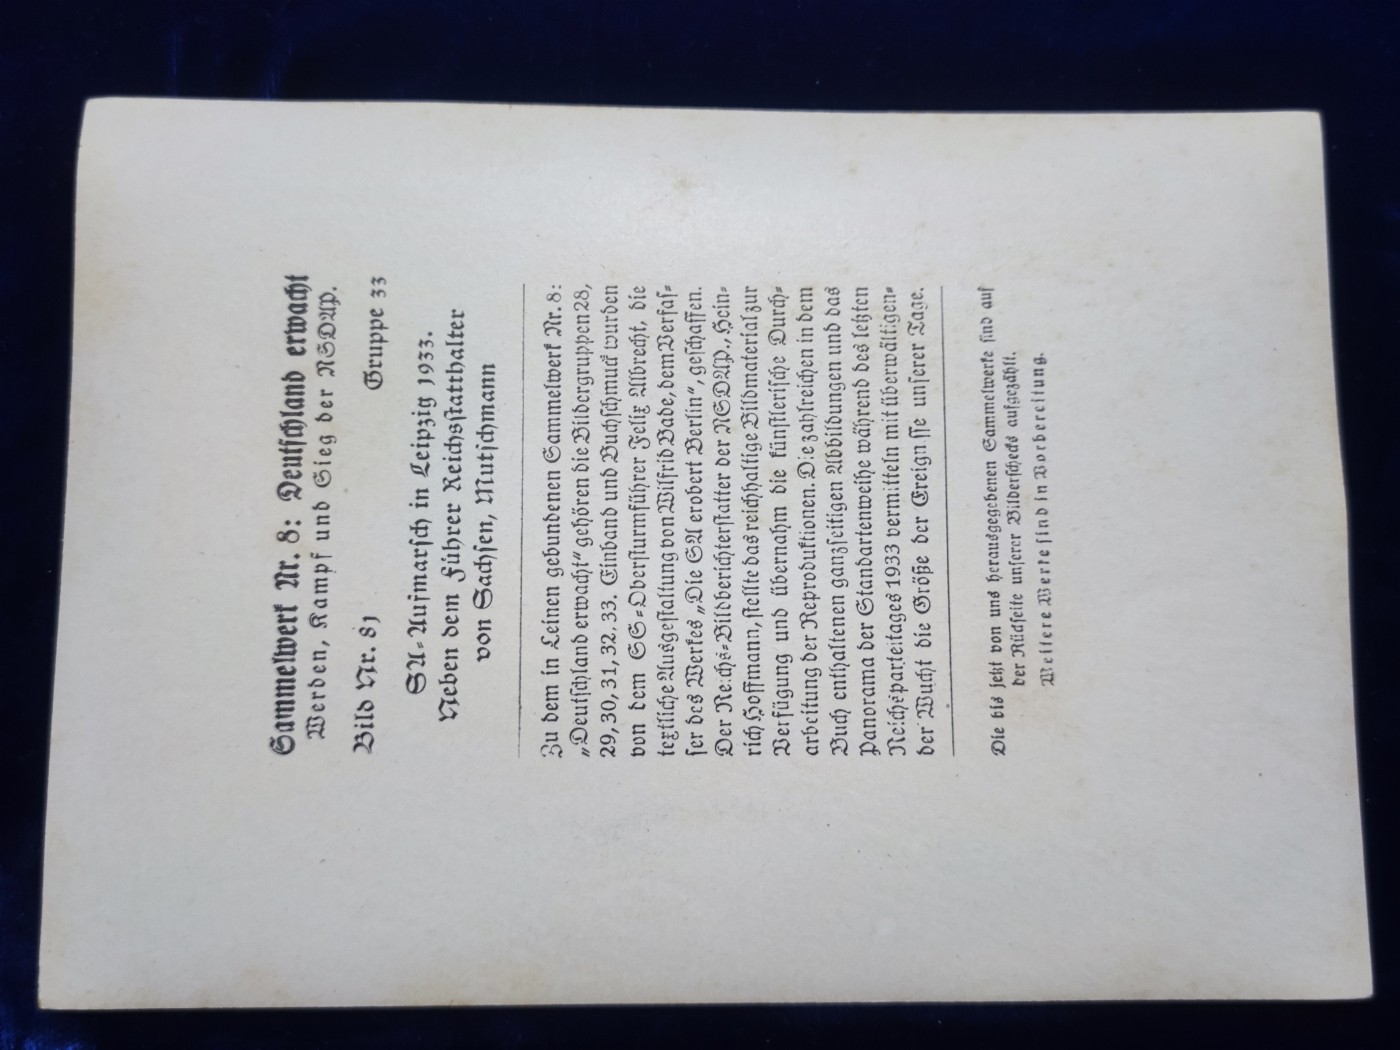 Sammelwerk Nr. 8: Deutschland erwacht
Werden, Kampf und Sieg der NSDAP.
Bild Nr. 81 Gruppe 33
SA-Aufmarsch in Leipzig 1933.
Neben dem Führer Reichsstatthalter
von Sachsen, Mutschmann
Zu dem in Leinen gebundenen Sammelwerk Nr. 8:
„Deutschland erwacht“ gehören die Bildergruppen 28,
29, 30, 31, 32, 33. Einband und Buchschmuck wurden
von dem SS-Obersturmführer Felix Albrecht, die
textliche Ausgestaltung von Wilfrid Bade, dem Verfas-
ser des Werkes „Die SA erobert Berlin“, geschaffen.
Der Reichs-Bildberichterstatter der NSDAP., Hein-
rich Hoffmann, stellte das reichhaltige Bildmaterial zur
Verfügung und übernahm die künstlerische Durch-
arbeitung der Reproduktionen. Die zahlreichen in dem
Buch enthaltenen ganzseitigen Abbildungen und das
Panorama der Standartenweihe während des letzten
Reichsparteitages 1933 vermitteln mit überwältigen-
der Wucht die Größe der Ereignisse unserer Tage.
Die bis jetzt von uns herausgegebenen Sammelwerke sind auf
der Rückseite unserer Bilderschecks aufgezählt.
Weitere Werke sind in Vorbereitung.